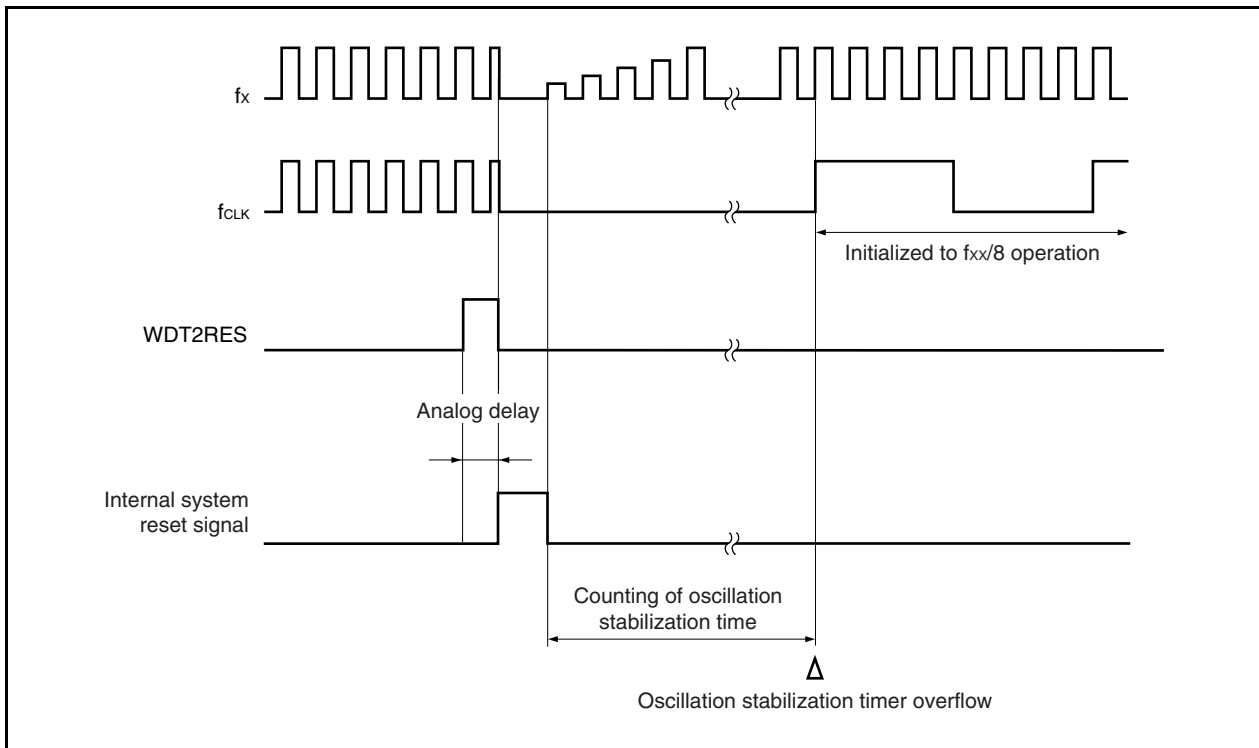 fX
fCLK
Initialized to fXX/8 operation
WDT2RES
Analog delay
Internal system
reset signal
Counting of oscillation
stabilization time
Oscillation stabilization timer overflow